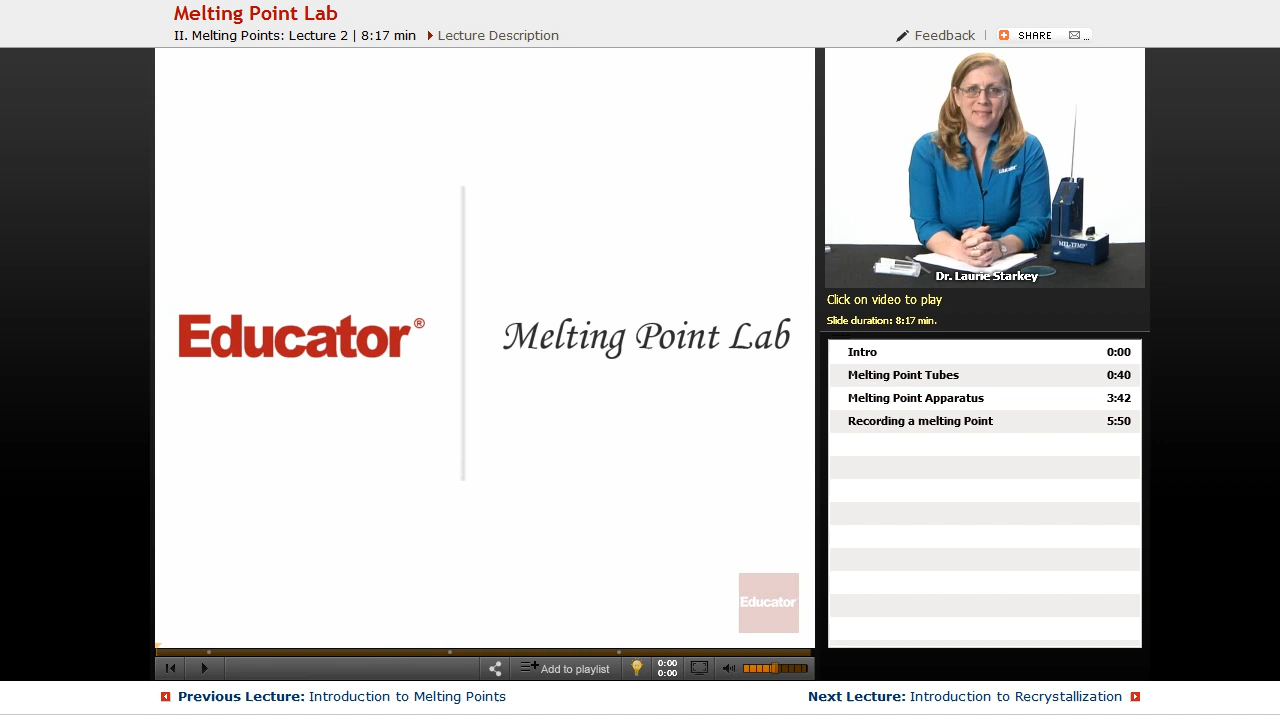 Melting Point Lab
II. Melting Points: Lecture 2 | 8:17 min
Lecture Description
Feedback
|
SHARE
...
Educator®
Melting Point Lab
Educator
Educator
MEL-TEMP
Dr. Laurie Starkey
Click on video to play
Slide duration: 8:17 min.
Intro 0:00
Melting Point Tubes 0:40
Melting Point Apparatus 3:42
Recording a melting Point 5:50
Add to playlist
0:00
0:00
Previous Lecture: Introduction to Melting Points
Next Lecture: Introduction to Recrystallization